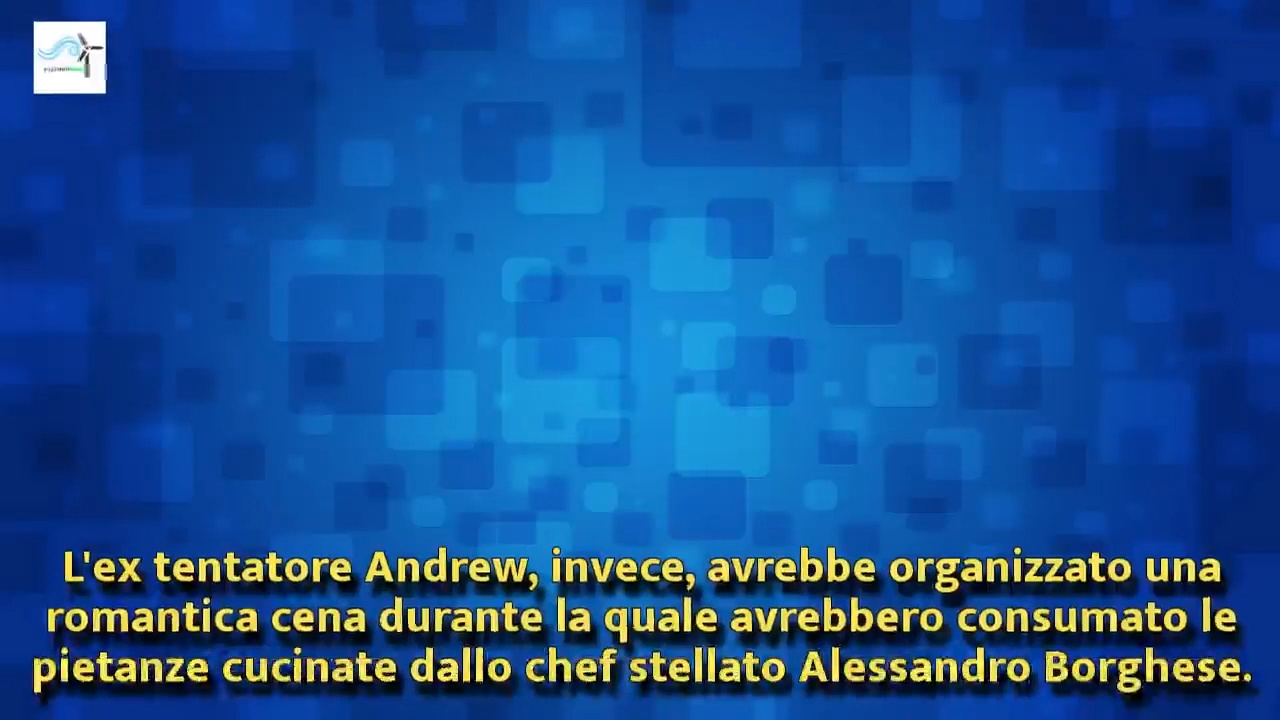 L'ex tentatore Andrew, invece, avrebbe organizzato una
romantica cena durante la quale avrebbero consumato le
pietanze cucinate dallo chef stellato Alessandro Borghese.